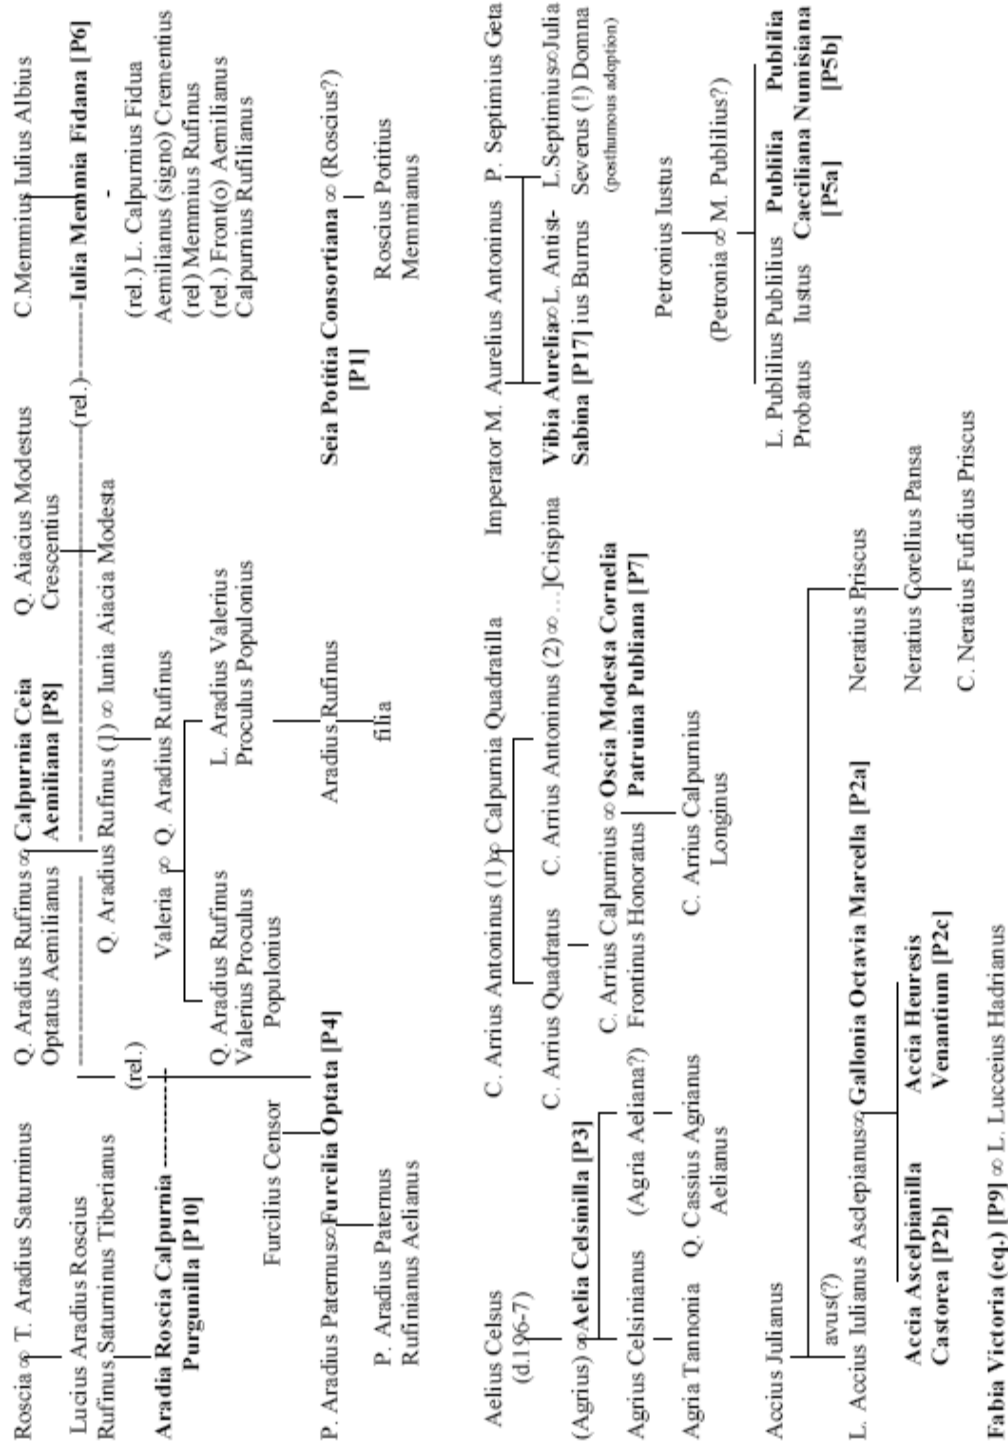 Roscia ∞ T. Aradius Saturninus
Lucius Aradius Roscius
Rufinus Saturninus Tiberianus
Aradia Roscia Calpurnia
Purgunilla [P10]
(rel.)
Q. Aradius Rufinus ∞ Calpurnia Ceia
Optatus Aemilianus Aemiliana [P8]
Q. Aiacius Modestus
Crescentius
Q. Aradius Rufinus (1) ∞ Iunia Aiacia Modesta
Valeria ∞ Q. Aradius Rufinus
Q. Aradius Rufinus
Valerius Proculus
Populonius
L. Aradius Valerius
Proculus Populonius
Aradius Rufinus
filia
C.Memmius Iulius Albius
(rel.)
Iulia Memmia Fidana [P6]
-
(rel.) L. Calpurnius Fidua
Aemilianus (signo) Crementius
(rel) Memmius Rufinus
(rel.) Front(o) Aemilianus
Calpurnius Rufilianus
Furcilius Censor
P. Aradius Paternus∞Furcilia Optata [P4]
P. Aradius Paternus
Rufinianus Aelianus
Seia Potitia Consortiana ∞ (Roscius?)
[P1]
Roscius Potitius
Memmianus
Aelius Celsus
(d.196-7)
(Agrius) ∞Aelia Celsinilla [P3]
Agrius Celsinianus (Agria Aeliana?)
Agria Tannonia Q. Cassius Agrianus
Aelianus
C. Arrius Antoninus (1)∞ Calpurnia Quadratilla
C. Arrius Quadratus C. Arrius Antoninus (2) ∞ …]Crispina
C. Arrius Calpurnius ∞ Oscia Modesta Cornelia
Frontinus Honoratus Patruina Publiana [P7]
C. Arrius Calpurnius
Longinus
Imperator M. Aurelius Antoninus P. Septimius Geta
Vibia Aurelia∞L. Antist- L.Septimius∞Julia
Sabina [P17] ius Burrus Severus (!) Domna
(posthumous adoption)
Petronius Iustus
(Petronia ∞ M. Publilius?)
L. Publilius Publilius Publilia Publilia
Probatus Iustus Caeciliana Numisiana
[P5a] [P5b]
Accius Julianus
avus(?)
L. Accius Iulianus Asclepianus∞ Gallonia Octavia Marcella [P2a]
Accia Ascelpianilla Accia Heuresis
Castorea [P2b] Venantium [P2c]
Neratius Priscus
Neratius Corellius Pansa
C. Neratius Fufidius Priscus
Fabia Victoria (eq.) [P9] ∞ L. Lucceius Hadrianus